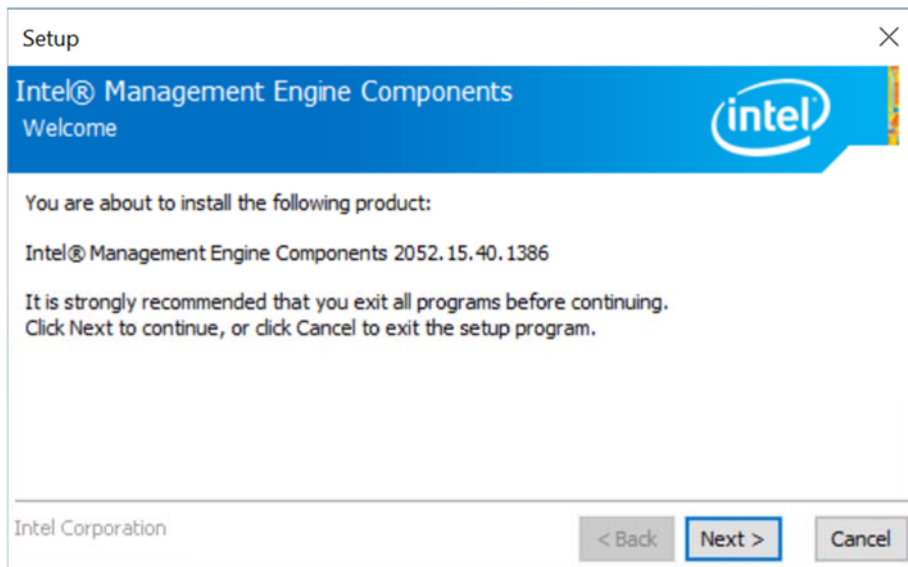 Setup
Intel® Management Engine Components
Welcome
intel
You are about to install the following product:
Intel® Management Engine Components 2052.15.40.1386
It is strongly recommended that you exit all programs before continuing.
Click Next to continue, or click Cancel to exit the setup program.
Intel Corporation
< Back Next > Cancel